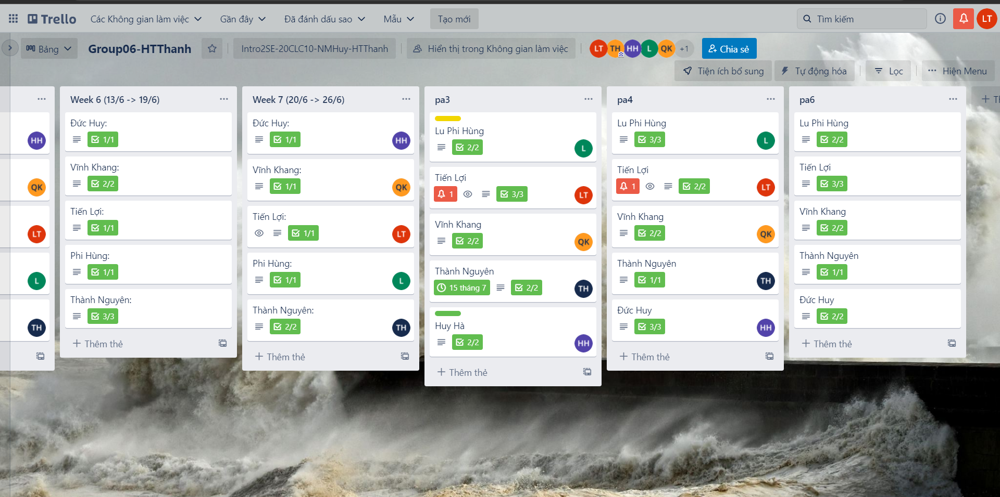 Trello
Các Không gian làm việc
Gần đây
Đã đánh dấu sao
Mẫu
Tạo mới
Tìm kiếm
LT
Bảng
Group06-HTThanh
Intro2SE-20CLC10-NMHuy-HTThanh
Hiển thị trong Không gian làm việc
LT
TH
HH
L
QK
+1
Chia sẻ
Tiện ích bổ sung
Tự động hóa
Lọc
Hiện Menu
HH
QK
LT
L
TH
Week 6 (13/6 -> 19/6)
Đức Huy:
1/1
Vĩnh Khang:
2/2
Tiến Lợi:
1/1
Phi Hùng:
1/1
Thành Nguyên:
3/3
Thêm thẻ
Week 7 (20/6 -> 26/6)
Đức Huy:
1/1
HH
Vĩnh Khang:
1/1
QK
Tiến Lợi:
1/1
LT
Phi Hùng:
1/1
L
Thành Nguyên:
2/2
TH
Thêm thẻ
pa3
Lu Phi Hùng
2/2
L
Tiến Lợi
1
3/3
LT
Vĩnh Khang
2/2
QK
Thành Nguyên
15 tháng 7
2/2
TH
Huy Hà
2/2
HH
Thêm thẻ
pa4
Lu Phi Hùng
3/3
L
Tiến Lợi
1
2/2
LT
Vĩnh Khang
2/2
QK
Thành Nguyên
1/1
TH
Đức Huy
3/3
HH
Thêm thẻ
pa6
Lu Phi Hùng
2/2
Tiến Lợi
3/3
Vĩnh Khang
2/2
Thành Nguyên
1/1
Đức Huy
2/2
Thêm thẻ